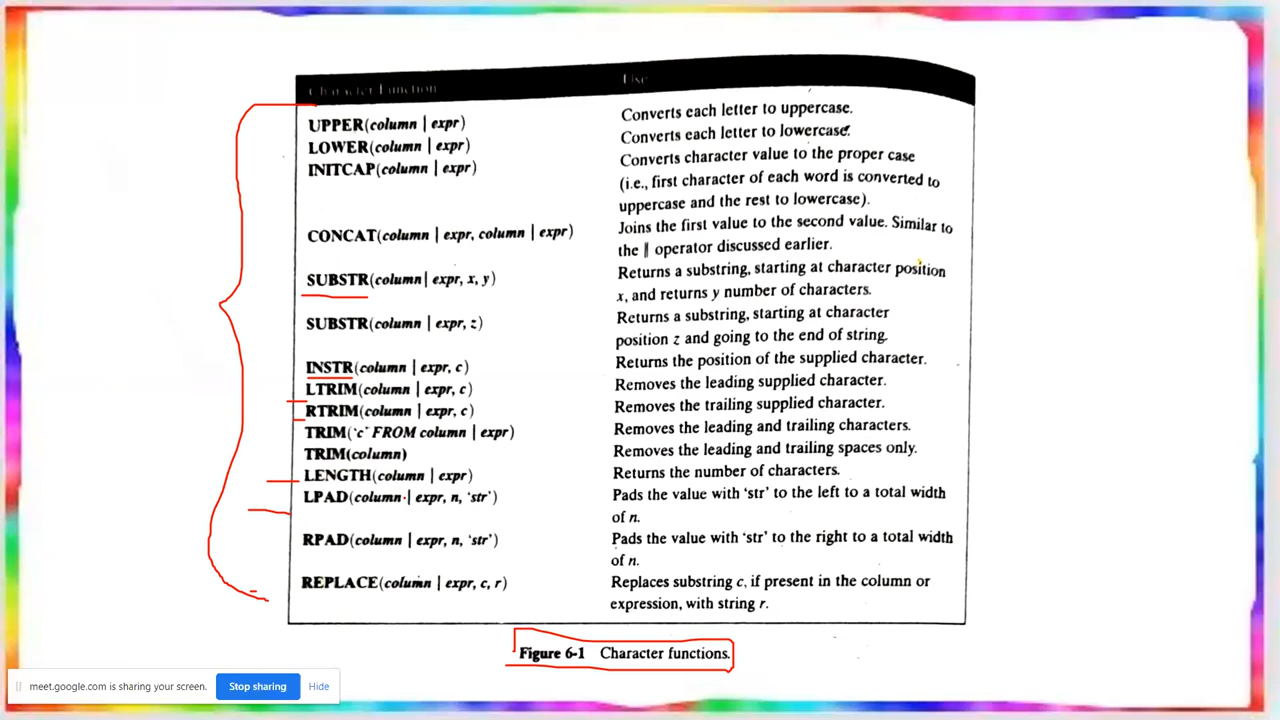 Character Function Use
UPPER(column | expr) Converts each letter to uppercase.
LOWER(column | expr) Converts each letter to lowercase.
INITCAP(column | expr) Converts character value to the proper case
(i.e., first character of each word is converted to
uppercase and the rest to lowercase).
CONCAT(column | expr, column | expr) Joins the first value to the second value. Similar to
the || operator discussed earlier.
SUBSTR(column | expr, x, y) Returns a substring, starting at character position
x, and returns y number of characters.
SUBSTR(column | expr, z) Returns a substring, starting at character
position z and going to the end of string.
INSTR(column | expr, c) Returns the position of the supplied character.
LTRIM(column | expr, c) Removes the leading supplied character.
RTRIM(column | expr, c) Removes the trailing supplied character.
TRIM('c' FROM column | expr) Removes the leading and trailing characters.
TRIM(column) Removes the leading and trailing spaces only.
LENGTH(column | expr) Returns the number of characters.
LPAD(column | expr, n, 'str') Pads the value with 'str' to the left to a total width
of n.
RPAD(column | expr, n, 'str') Pads the value with 'str' to the right to a total width
of n.
REPLACE(column | expr, c, r) Replaces substring c, if present in the column or
expression, with string r.
Figure 6-1 Character functions.
meet.google.com is sharing your screen. Stop sharing Hide